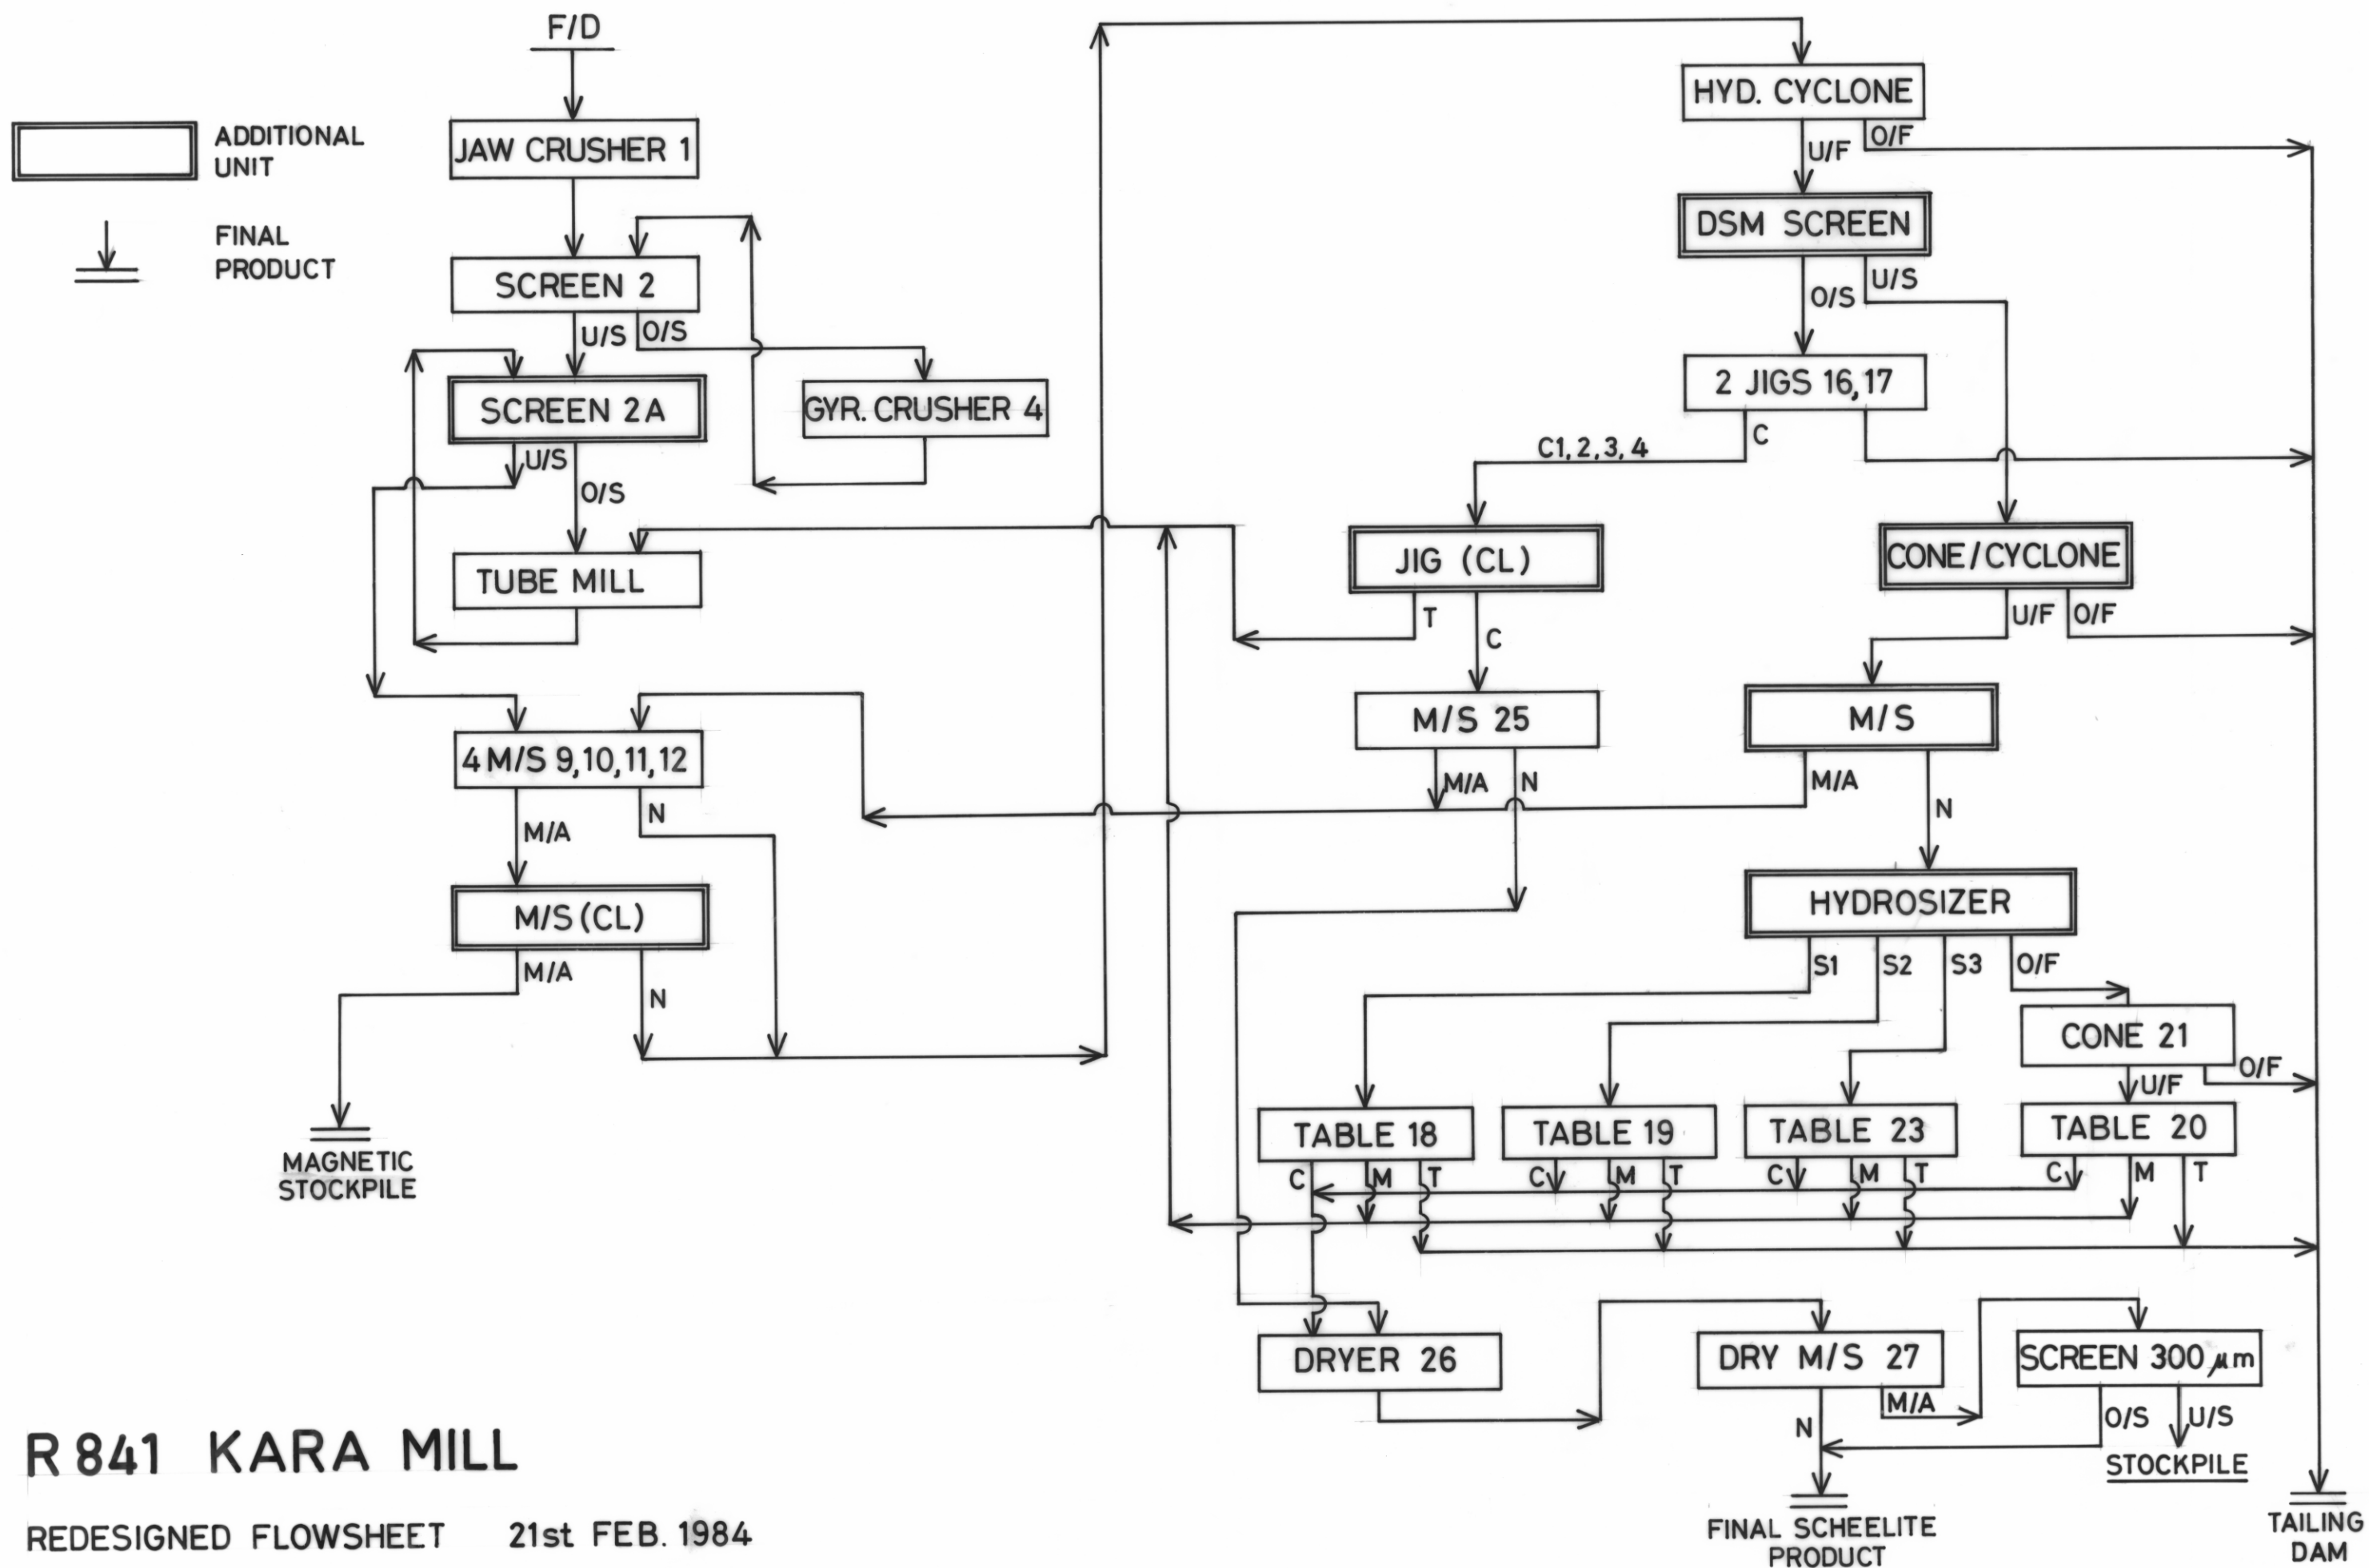 F/D
ADDITIONAL
UNIT
FINAL
PRODUCT
JAW CRUSHER 1
SCREEN 2
U/S
O/S
SCREEN 2A
GYR. CRUSHER 4
U/S
O/S
TUBE MILL
4 M/S 9,10,11,12
M/A
N
M/S (CL)
M/A
N
MAGNETIC
STOCKPILE
HYD. CYCLONE
U/F
O/F
DSM SCREEN
O/S
U/S
2 JIGS 16,17
C
C1, 2, 3, 4
JIG (CL)
T
C
CONE/CYCLONE
U/F
O/F
M/S 25
M/A
N
M/S
M/A
N
HYDROSIZER
S1
S2
S3
O/F
CONE 21
U/F
O/F
TABLE 18
C
M
T
TABLE 19
C
M
T
TABLE 23
C
M
T
TABLE 20
C
M
T
DRYER 26
DRY M/S 27
N
M/A
SCREEN 300 µm
O/S
U/S
STOCKPILE
FINAL SCHEELITE
PRODUCT
TAILING
DAM
R 841 KARA MILL
REDESIGNED FLOWSHEET 21st FEB. 1984